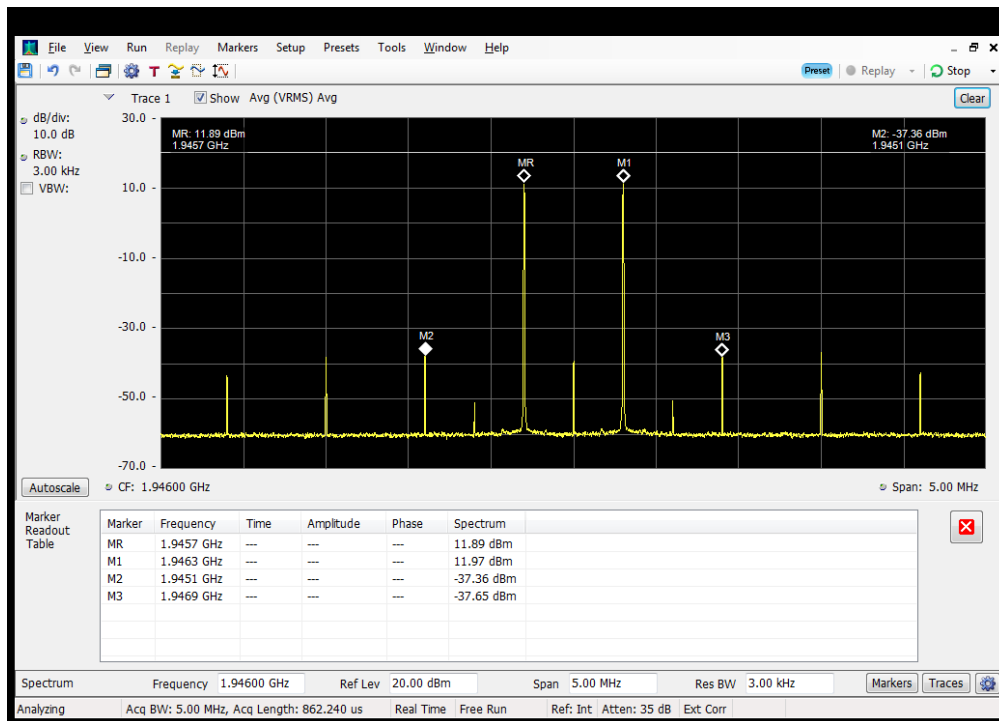 File View Run Replay Markers Setup Presets Tools Window Help
T Preset Replay Stop
Trace 1 Show Avg (VRMS) Avg Clear
dB/div:
10.0 dB
RBW:
3.00 kHz
VBW:
30.0
10.0
-10.0
-30.0
-50.0
-70.0
MR: 11.89 dBm
1.9457 GHz
M2: -37.36 dBm
1.9451 GHz
MR M1
M2 M3
Autoscale CF: 1.94600 GHz Span: 5.00 MHz
Marker
Readout
Table
Marker Frequency Time Amplitude Phase Spectrum
MR 1.9457 GHz --- --- --- 11.89 dBm
M1 1.9463 GHz --- --- --- 11.97 dBm
M2 1.9451 GHz --- --- --- -37.36 dBm
M3 1.9469 GHz --- --- --- -37.65 dBm
Spectrum Frequency 1.94600 GHz Ref Lev 20.00 dBm Span 5.00 MHz Res BW 3.00 kHz Markers Traces
Analyzing Acq BW: 5.00 MHz, Acq Length: 862.240 us Real Time Free Run Ref: Int Atten: 35 dB Ext Corr